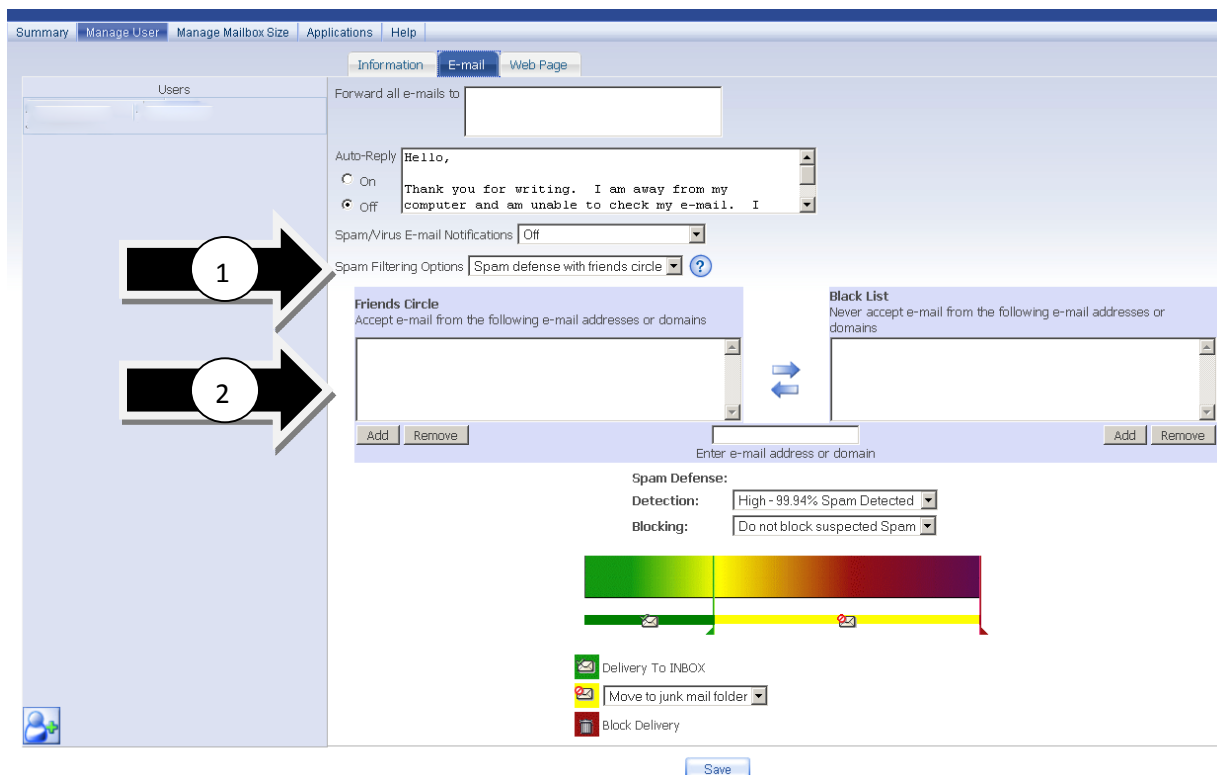 Summary Manage User Manage Mailbox Size Applications Help
Information E-mail Web Page
Users
Forward all e-mails to
Auto-Reply
On
Off
Hello,
Thank you for writing. I am away from my
computer and am unable to check my e-mail. I
Spam/Virus E-mail Notifications Off
1
Spam Filtering Options Spam defense with friends circle ?
Friends Circle
Accept e-mail from the following e-mail addresses or domains
Black List
Never accept e-mail from the following e-mail addresses or
domains
2
Add Remove
Enter e-mail address or domain
Add Remove
Spam Defense:
Detection: High - 99.94% Spam Detected
Blocking: Do not block suspected Spam
Delivery To INBOX
Move to junk mail folder
Block Delivery
Save